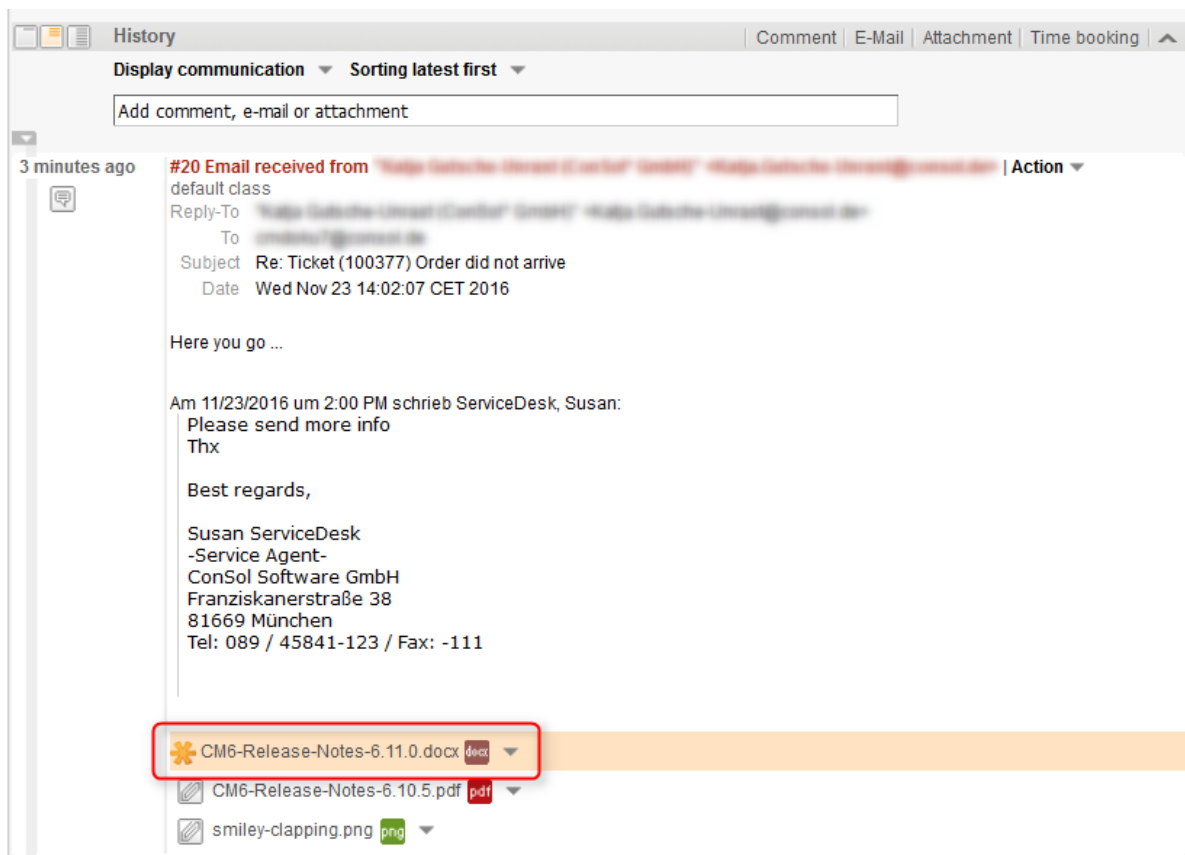 History Comment E-Mail Attachment Time booking
Display communication Sorting latest first
Add comment, e-mail or attachment
3 minutes ago #20 Email received from | Action
default class
Reply-To
To
Subject Re: Ticket (100377) Order did not arrive
Date Wed Nov 23 14:02:07 CET 2016
Here you go ...
Am 11/23/2016 um 2:00 PM schrieb ServiceDesk, Susan:
Please send more info
Thx
Best regards,
Susan ServiceDesk
-Service Agent-
ConSol Software GmbH
Franziskanerstraße 38
81669 München
Tel: 089 / 45841-123 / Fax: -111
CM6-Release-Notes-6.11.0.docx docx
CM6-Release-Notes-6.10.5.pdf pdf
smiley-clapping.png png